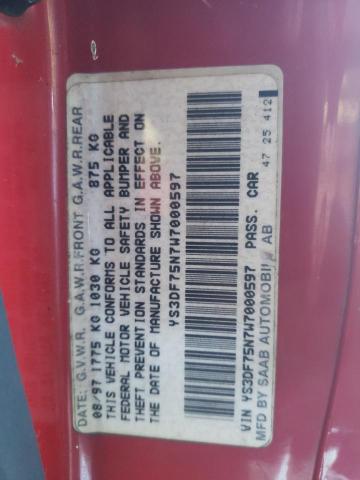 DATE: G.V.W.R. G.A.W.R.FRONT G.A.W.R.REAR
08/97 1775 KG 1030 KG 875 KG
THIS VEHICLE CONFORMS TO ALL APPLICABLE
FEDERAL MOTOR VEHICLE SAFETY BUMPER AND
THEFT PREVENTION STANDARDS IN EFFECT ON
THE DATE OF MANUFACTURE SHOWN ABOVE.
YS3DF75N7W7000597
VIN YS3DF75N7W7000597 PASS. CAR
MFG BY SAAB AUTOMOBILE AB 47 25 412